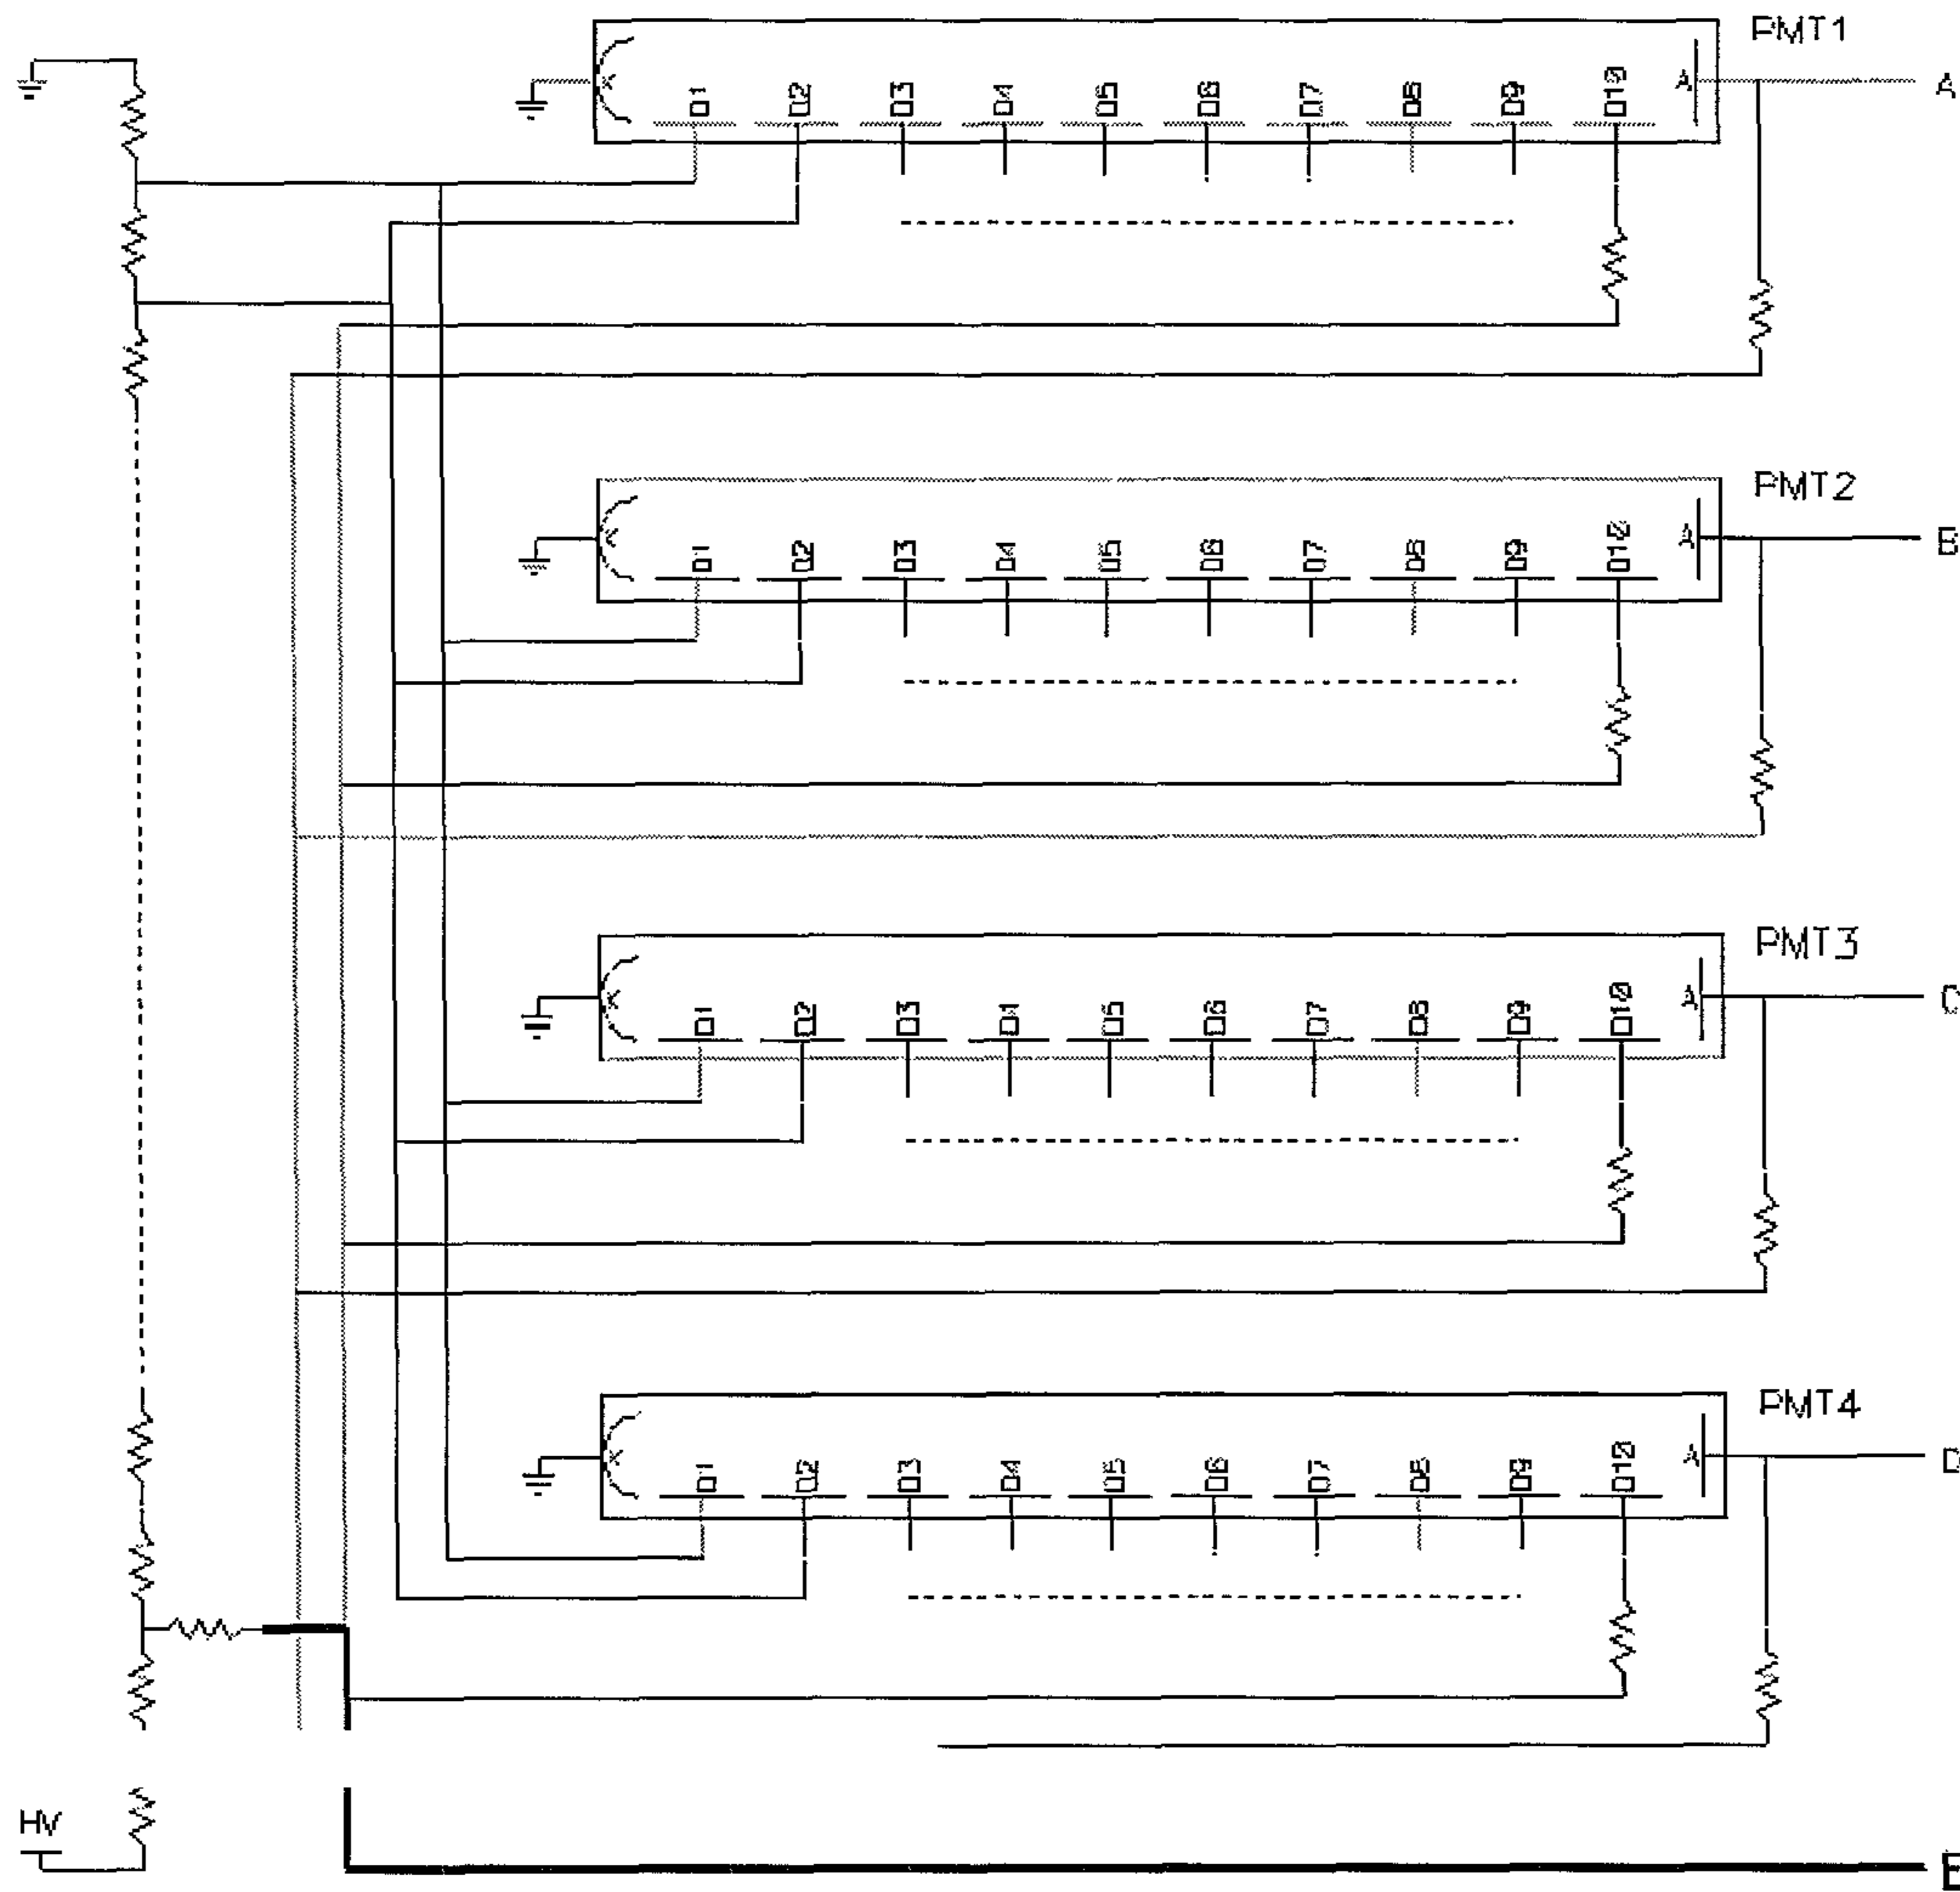 PMT1
K D1 D2 D3 D4 D5 D6 D7 D8 D9 D10 A
A
PMT2
K D1 D2 D3 D4 D5 D6 D7 D8 D9 D10 A
B
PMT3
K D1 D2 D3 D4 D5 D6 D7 D8 D9 D10 A
C
PMT4
K D1 D2 D3 D4 D5 D6 D7 D8 D9 D10 A
D
HV
E